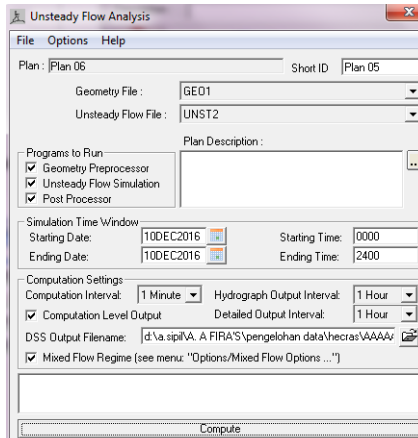 Unsteady Flow Analysis
File Options Help
Plan : Plan 06 Short ID Plan 05
Geometry File : GEO1
Unsteady Flow File : UNST2
Plan Description :
Programs to Run
Geometry Preprocessor
Unsteady Flow Simulation
Post Processor
...
Simulation Time Window
Starting Date: 10DEC2016 Starting Time: 0000
Ending Date: 10DEC2016 Ending Time: 2400
Computation Settings
Computation Interval: 1 Minute Hydrograph Output Interval: 1 Hour
Computation Level Output Detailed Output Interval: 1 Hour
DSS Output Filename: d:\a.sipil\A. A FIRA'S\pengelohan data\hecras\AAAA
Mixed Flow Regime (see menu: "Options/Mixed Flow Options ...")
Compute